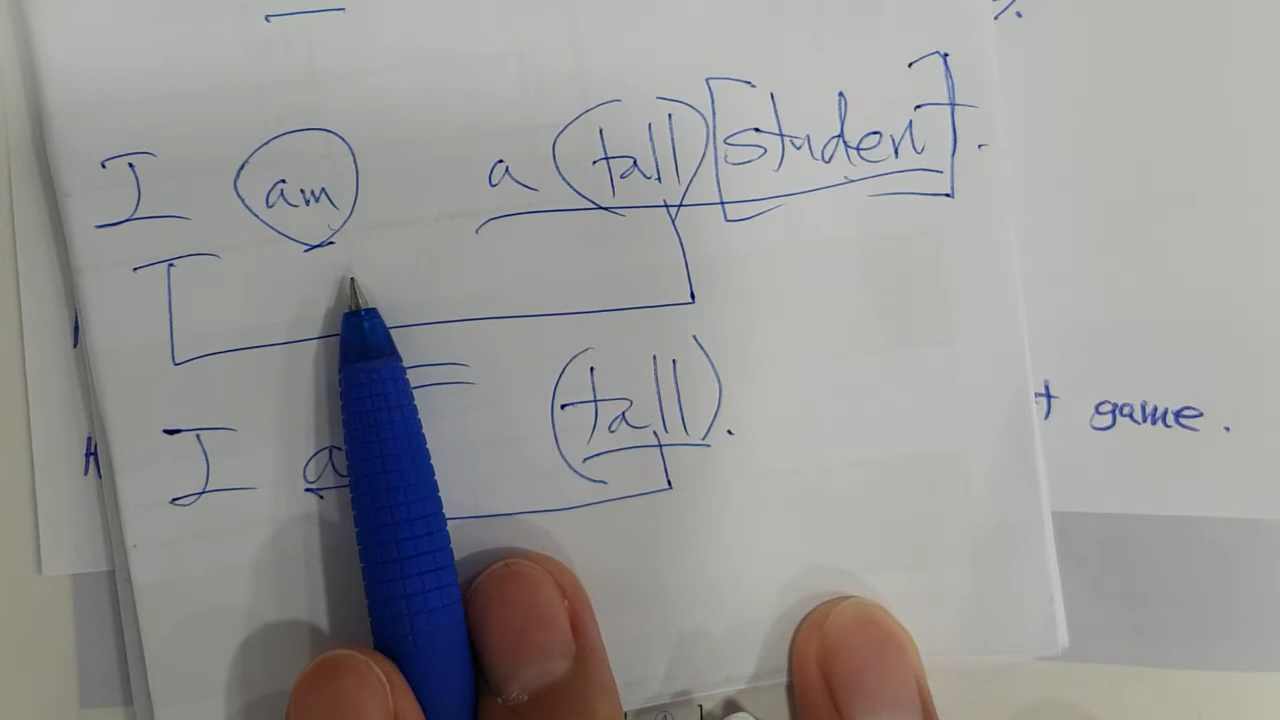 I am a tall student.
=
I a tall.
game.